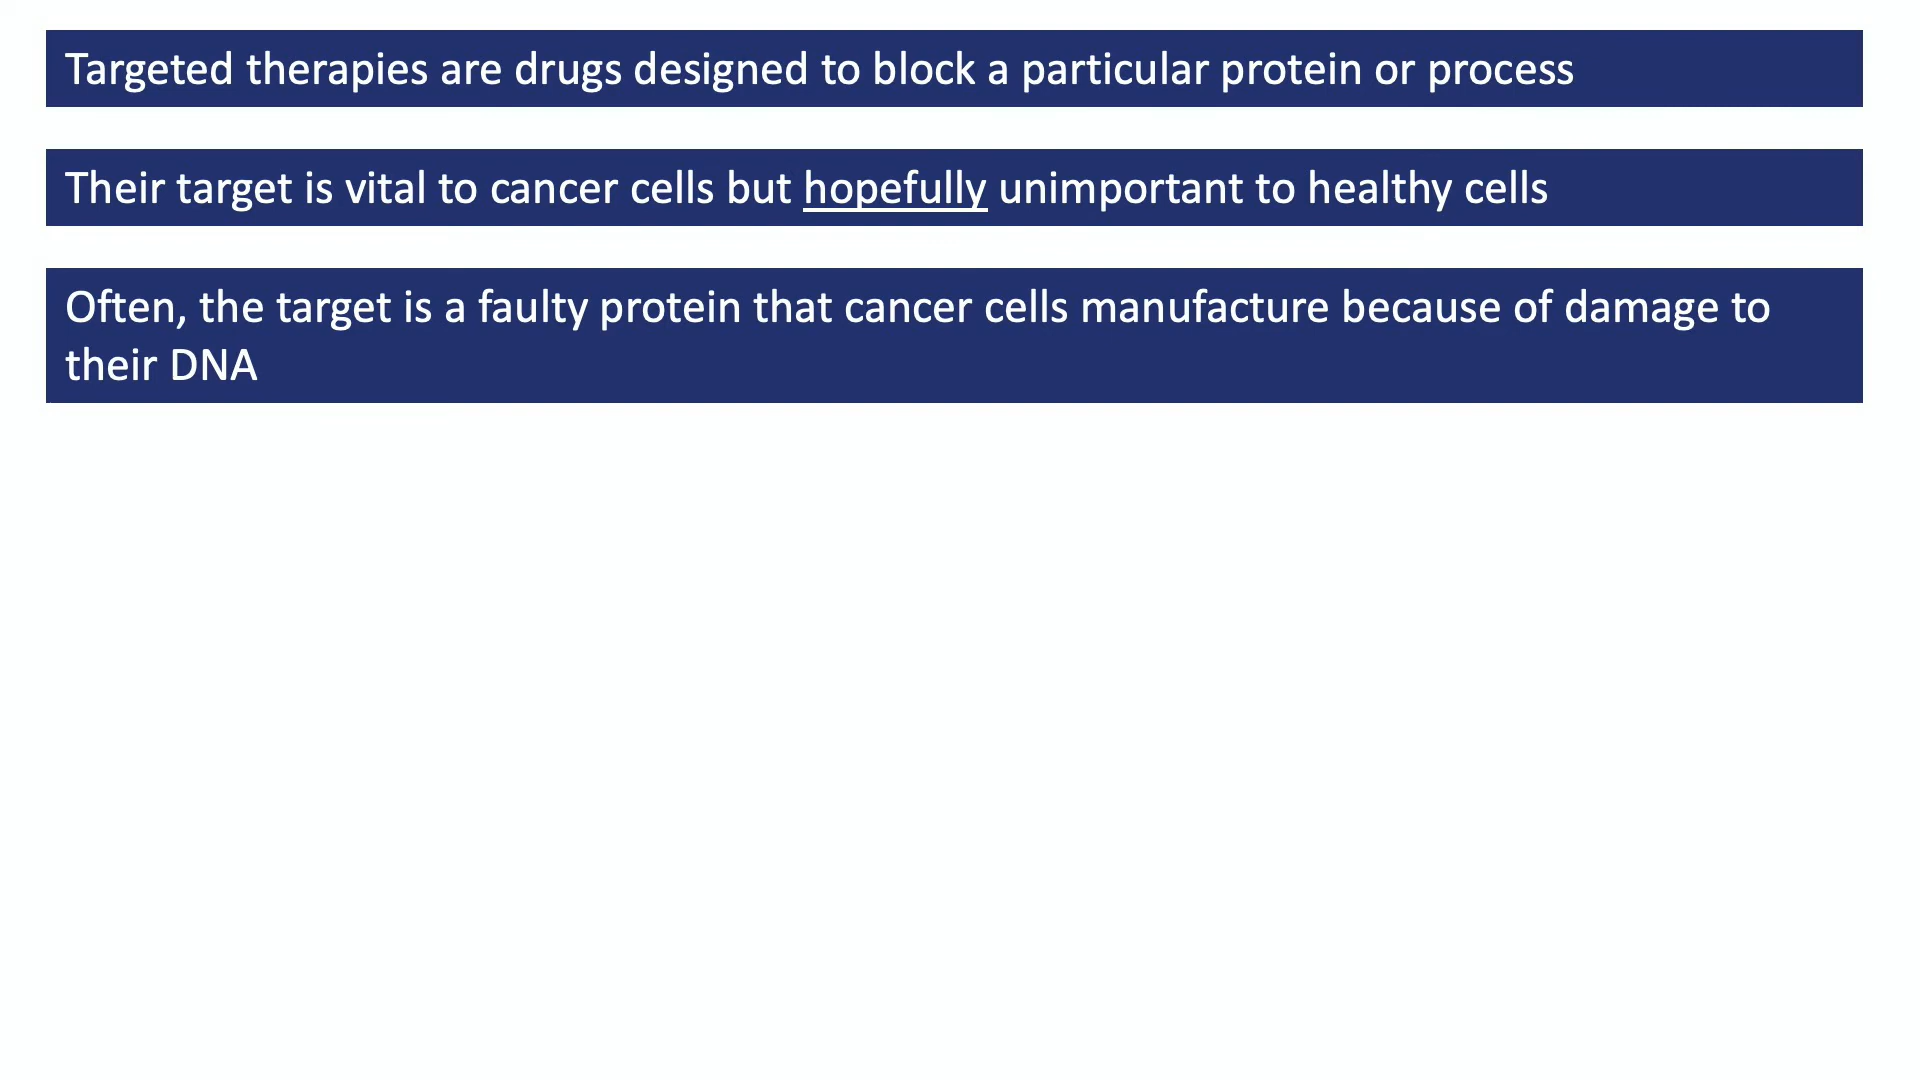 Targeted therapies are drugs designed to block a particular protein or process
Their target is vital to cancer cells but hopefully unimportant to healthy cells
Often, the target is a faulty protein that cancer cells manufacture because of damage to
their DNA